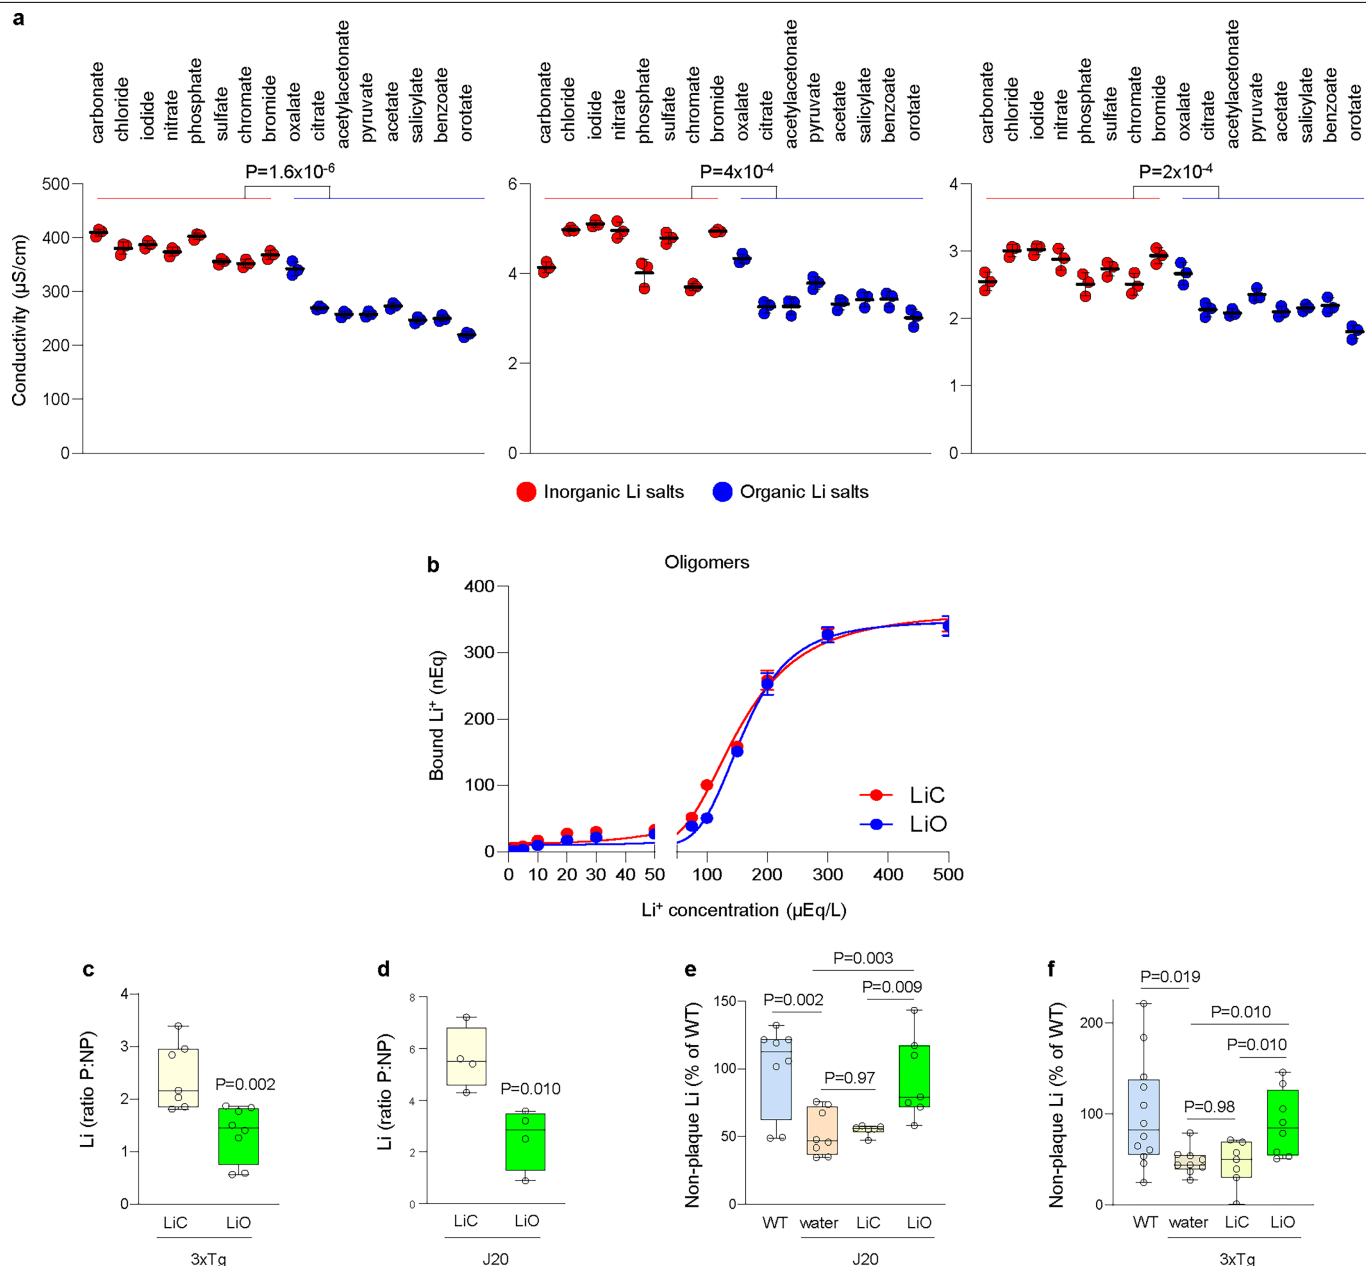 a
carbonate chloride iodide nitrate phosphate sulfate chromate bromide oxalate citrate acetylacetonate pyruvate acetate salicylate benzoate orotate
carbonate chloride iodide nitrate phosphate sulfate chromate bromide oxalate citrate acetylacetonate pyruvate acetate salicylate benzoate orotate
carbonate chloride iodide nitrate phosphate sulfate chromate bromide oxalate citrate acetylacetonate pyruvate acetate salicylate benzoate orotate
P=1.6x10-6
P=4x10-4
P=2x10-4
Conductivity (µS/cm)
500
400
300
200
100
0
6
4
2
0
4
3
2
1
0
Inorganic Li salts Organic Li salts
b
Oligomers
Bound Li+ (nEq)
400
300
200
100
0
LiC
LiO
0 10 20 30 40 50 100 200 300 400 500
Li+ concentration (µEq/L)
c
Li (ratio P:NP)
4
3
2
1
0
P=0.002
LiC LiO
3xTg
d
Li (ratio P:NP)
8
6
4
2
0
P=0.010
LiC LiO
J20
e
Non-plaque Li (% of WT)
150
100
50
0
P=0.003
P=0.009
P=0.002
P=0.97
WT water LiC LiO
J20
f
Non-plaque Li (% of WT)
200
100
0
P=0.019
P=0.010
P=0.010
P=0.98
WT water LiC LiO
3xTg